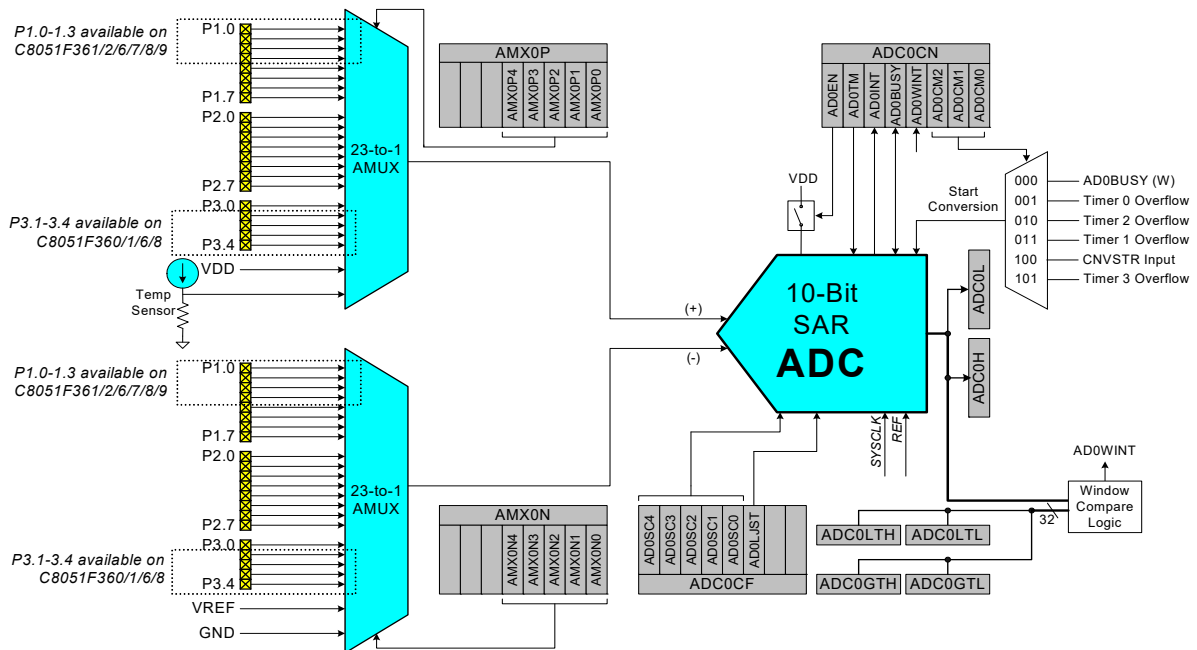 P1.0-1.3 available on
C8051F361/2/6/7/8/9
P1.0
P1.7
P2.0
P2.7
P3.0
P3.4
P3.1-3.4 available on
C8051F360/1/6/8
VDD
Temp
Sensor
23-to-1
AMUX
AMX0P
AMX0P4
AMX0P3
AMX0P2
AMX0P1
AMX0P0
ADC0CN
AD0EN
AD0TM
AD0INT
AD0BUSY
AD0WINT
AD0CM2
AD0CM1
AD0CM0
VDD
Start
Conversion
000
001
010
011
100
101
AD0BUSY (W)
Timer 0 Overflow
Timer 2 Overflow
Timer 1 Overflow
CNVSTR Input
Timer 3 Overflow
(+)
(-)
10-Bit
SAR
ADC
ADC0L
ADC0H
SYSCLK
REF
P1.0-1.3 available on
C8051F361/2/6/7/8/9
P1.0
P1.7
P2.0
P2.7
P3.0
P3.4
P3.1-3.4 available on
C8051F360/1/6/8
VREF
GND
23-to-1
AMUX
AMX0N
AMX0N4
AMX0N3
AMX0N2
AMX0N1
AMX0N0
AD0SC4
AD0SC3
AD0SC2
AD0SC1
AD0SC0
AD0LJST
ADC0CF
AD0WINT
Window
Compare
Logic
32
ADC0LTH
ADC0LTL
ADC0GTH
ADC0GTL